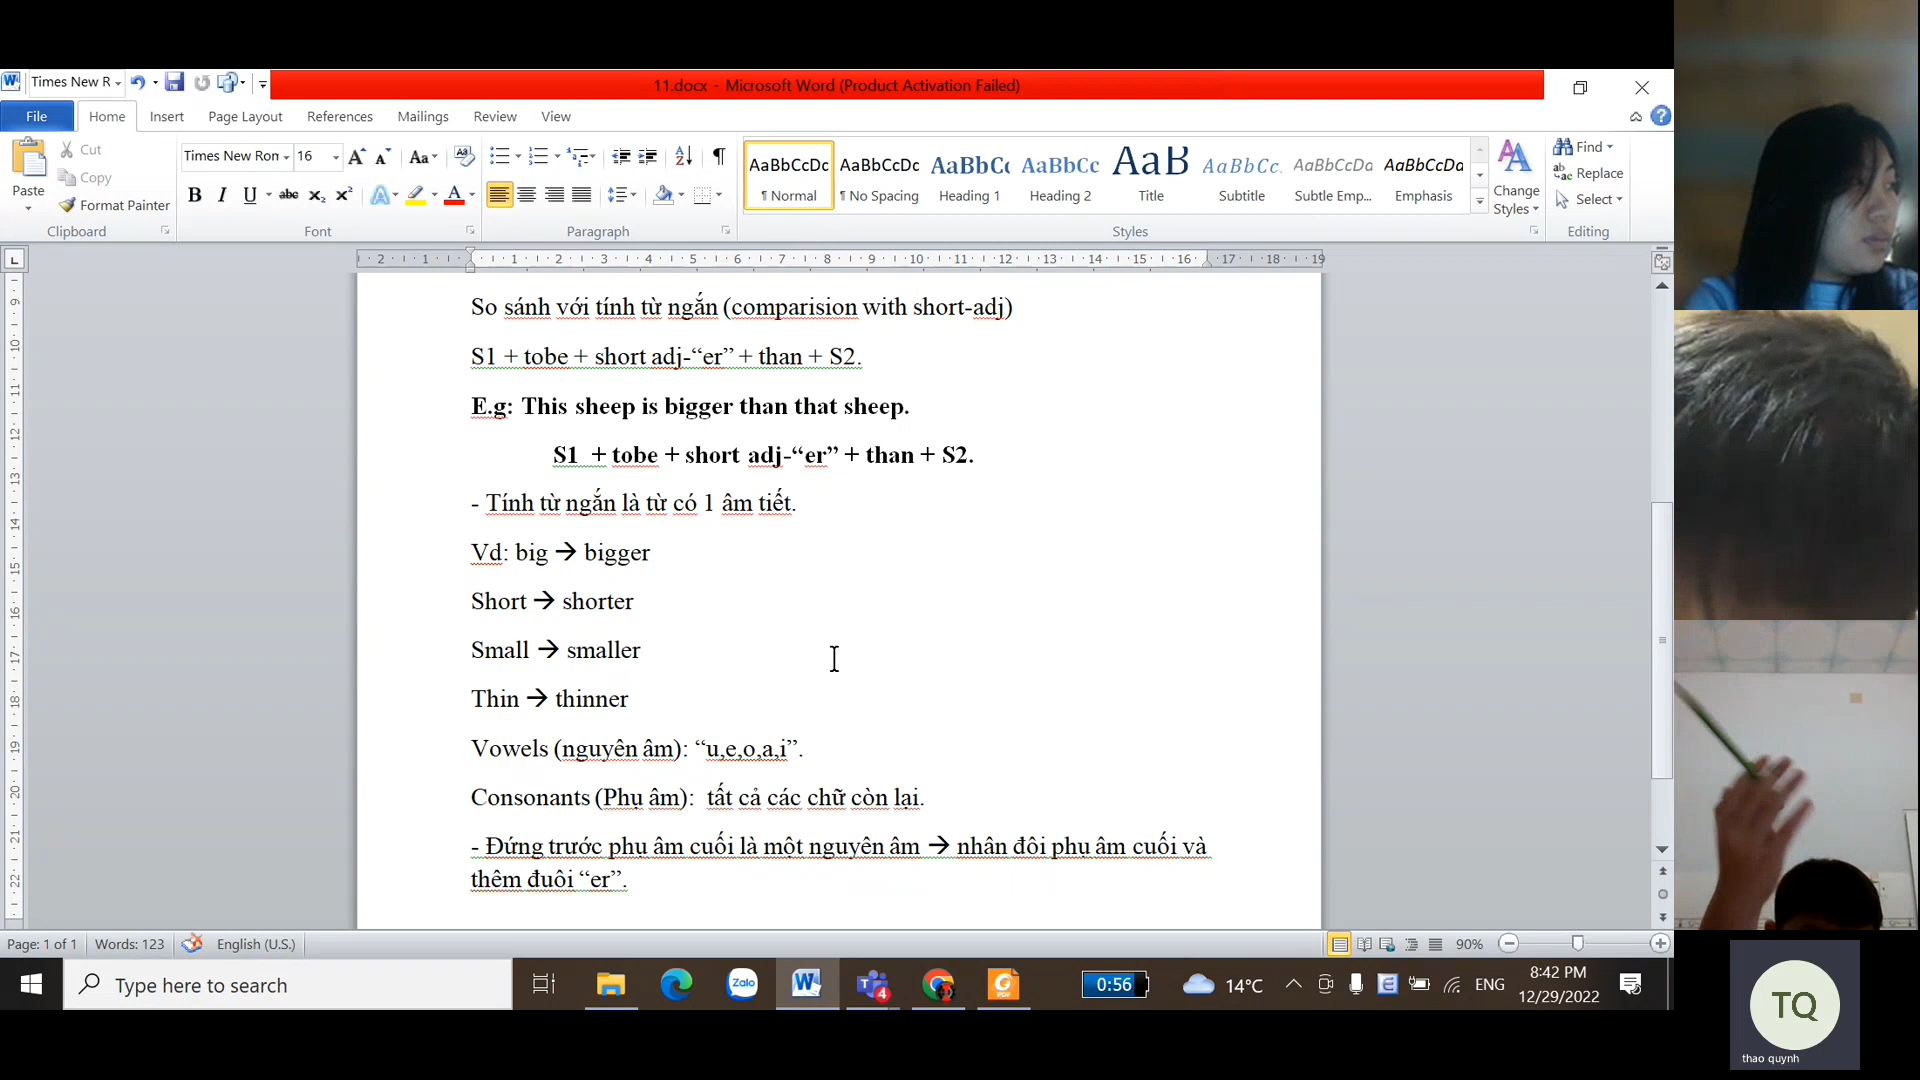 Times New R
11.docx - Microsoft Word (Product Activation Failed)
File Home Insert Page Layout References Mailings Review View
Paste
Cut
Copy
Format Painter
Clipboard
Times New Ron 16
Font
Paragraph
AaBbCcDc
¶ Normal
AaBbCcDc
¶ No Spacing
AaBbC
Heading 1
AaBbCc
Heading 2
AaB
Title
AaBbCc.
Subtitle
AaBbCcDa
Subtle Emp...
AaBbCcDa
Emphasis
Change
Styles
Styles
Find
Replace
Select
Editing
So sánh với tính từ ngắn (comparision with short-adj)
S1 + tobe + short adj-“er” + than + S2.
E.g: This sheep is bigger than that sheep.
S1 + tobe + short adj-“er” + than + S2.
- Tính từ ngắn là từ có 1 âm tiết.
Vd: big → bigger
Short → shorter
Small → smaller
Thin → thinner
Vowels (nguyên âm): “u,e,o,a,i”.
Consonants (Phụ âm): tất cả các chữ còn lại.
- Đứng trước phụ âm cuối là một nguyên âm → nhân đôi phụ âm cuối và
thêm đuôi “er”.
Page: 1 of 1 Words: 123 English (U.S.) 90%
Type here to search
Zalo
4
0:56
14°C
ENG
8:42 PM
12/29/2022
TQ
thao quynh